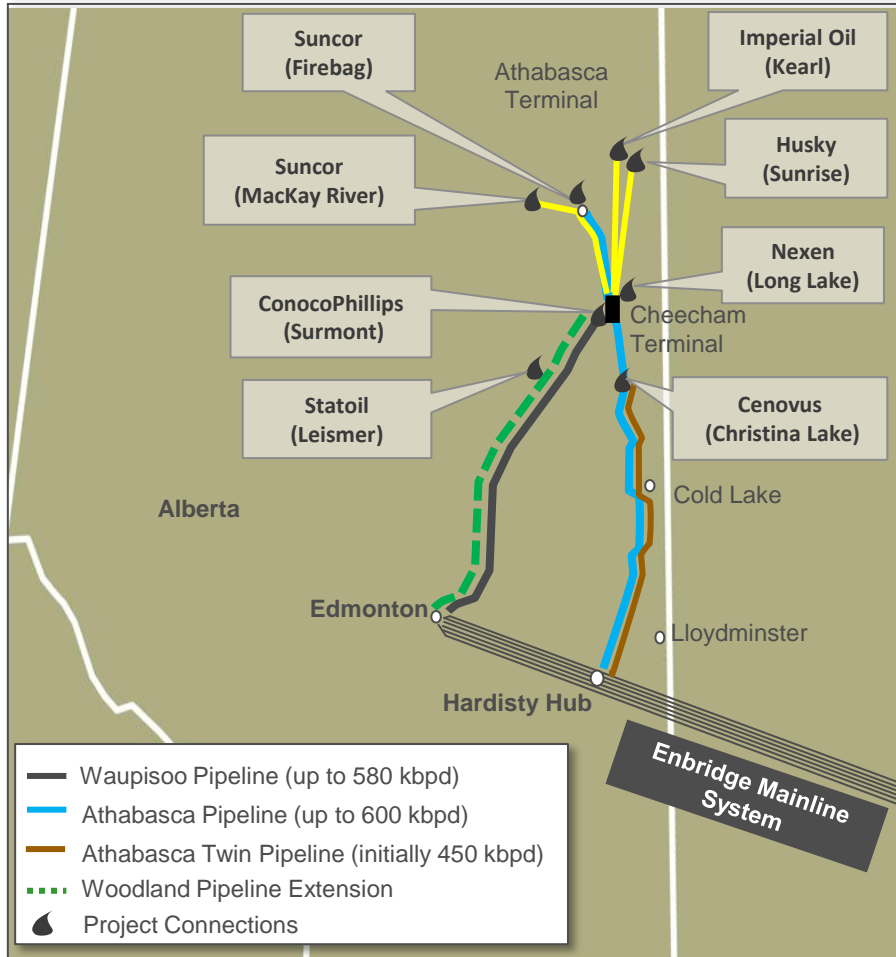 Suncor
(Firebag)
Athabasca
Terminal
Imperial Oil
(Kearl)
Suncor
(MacKay River)
Husky
(Sunrise)
Nexen
(Long Lake)
ConocoPhillips
(Surmont)
Cheecham
Terminal
Statoil
(Leismer)
Cenovus
(Christina Lake)
Cold Lake
Alberta
Edmonton
Lloydminster
Hardisty Hub
Enbridge Mainline
System
Waupisoo Pipeline (up to 580 kbpd)
Athabasca Pipeline (up to 600 kbpd)
Athabasca Twin Pipeline (initially 450 kbpd)
Woodland Pipeline Extension
Project Connections